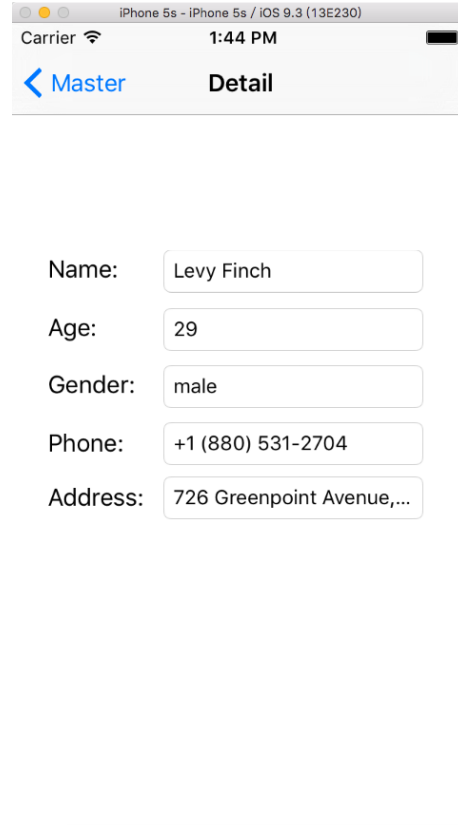 iPhone 5s - iPhone 5s / iOS 9.3 (13E230)
Carrier 1:44 PM
Master Detail
Name: Levy Finch
Age: 29
Gender: male
Phone: +1 (880) 531-2704
Address: 726 Greenpoint Avenue,...